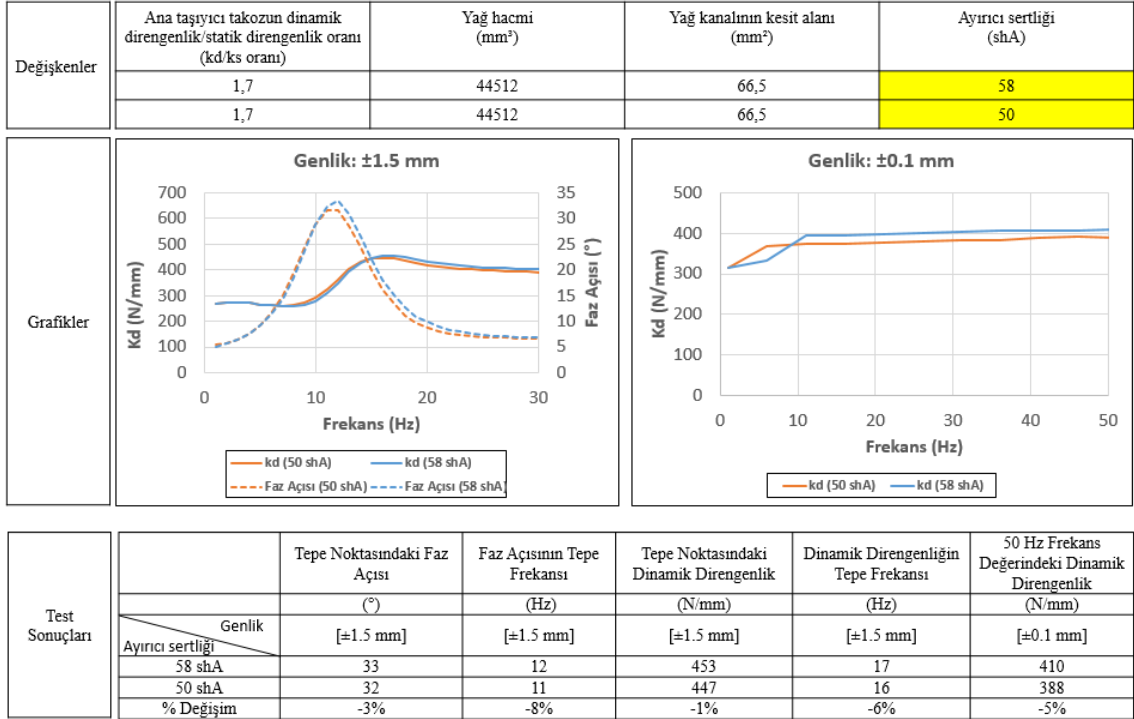 Değişkenler
Ana taşıyıcı takozun dinamik
direngenlik/statik direngenlik oranı
(kd/ks oranı)
Yağ hacmi
(mm³)
Yağ kanalının kesit alanı
(mm²)
Ayırıcı sertliği
(shA)
1,7 44512 66,5 58
1,7 44512 66,5 50
Grafikler
Genlik: ±1.5 mm
Kd (N/mm)
700
600
500
400
300
200
100
0
Faz Açısı (°)
35
30
25
20
15
10
5
0
0 10 20 30
Frekans (Hz)
kd (50 shA) kd (58 shA)
Faz Açısı (50 shA) Faz Açısı (58 shA)
Genlik: ±0.1 mm
Kd (N/mm)
500
400
300
200
100
0
0 10 20 30 40 50
Frekans (Hz)
kd (50 shA) kd (58 shA)
Test
Sonuçları
Tepe Noktasındaki Faz
Açısı
Faz Açısının Tepe
Frekansı
Tepe Noktasındaki
Dinamik Direngenlik
Dinamik Direngenliğin
Tepe Frekansı
50 Hz Frekans
Değerindeki Dinamik
Direngenlik
(°) (Hz) (N/mm) (Hz) (N/mm)
Genlik
Ayırıcı sertliği
[±1.5 mm] [±1.5 mm] [±1.5 mm] [±1.5 mm] [±0.1 mm]
58 shA 33 12 453 17 410
50 shA 32 11 447 16 388
% Değişim -3% -8% -1% -6% -5%